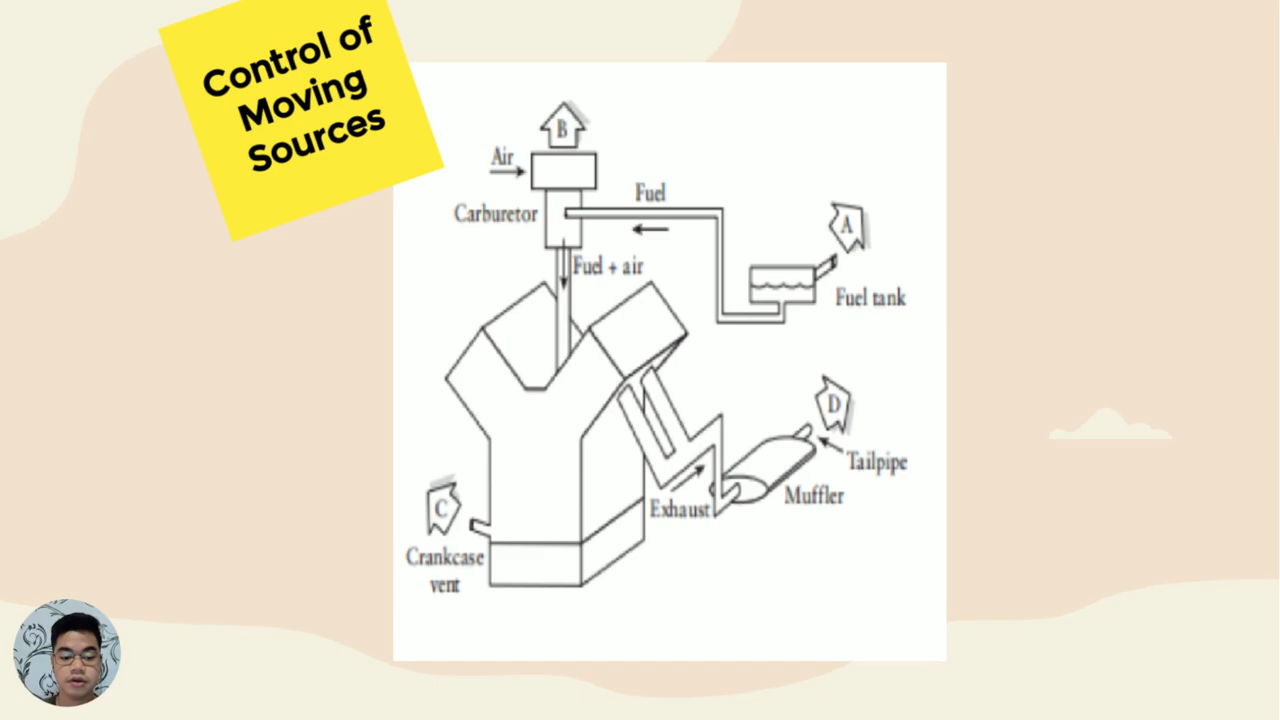 Control of
Moving
Sources
B
Air
Fuel
Carburetor
A
Fuel + air
Fuel tank
D
Tailpipe
Muffler
C
Exhaust
Crankcase
vent